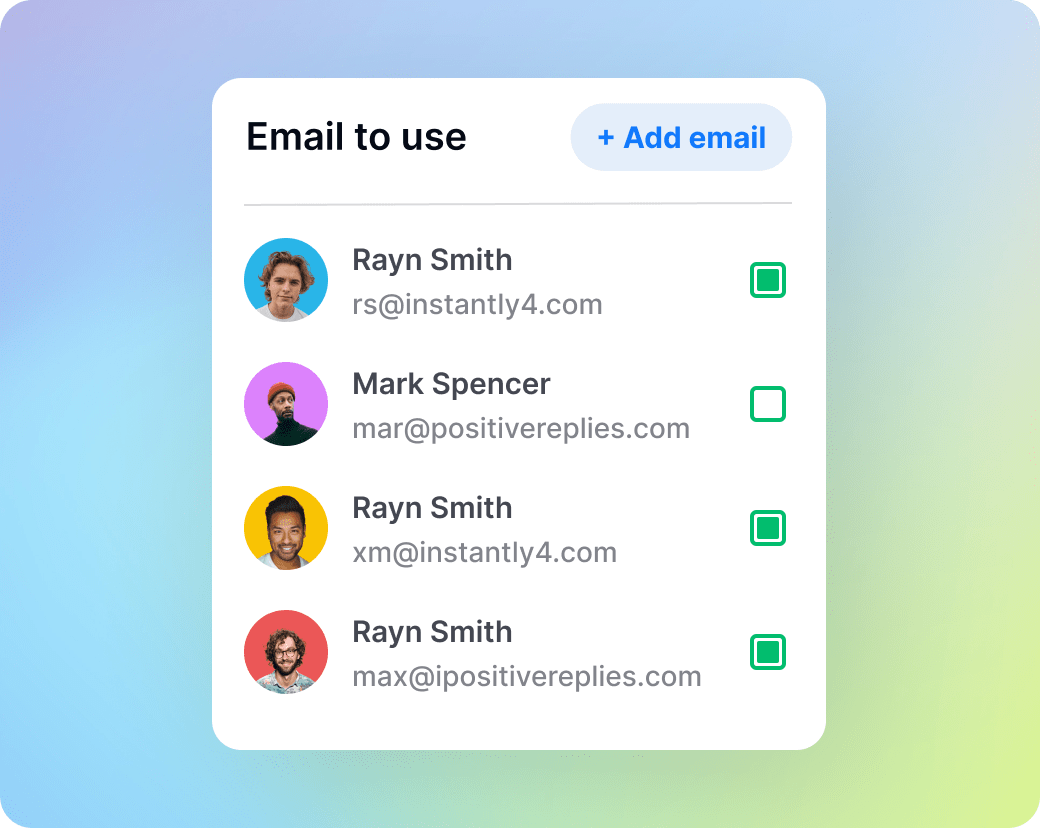 Email to use
+ Add email
Rayn Smith
rs@instantly4.com
Mark Spencer
mar@positivereplies.com
Rayn Smith
xm@instantly4.com
Rayn Smith
max@ipositivereplies.com